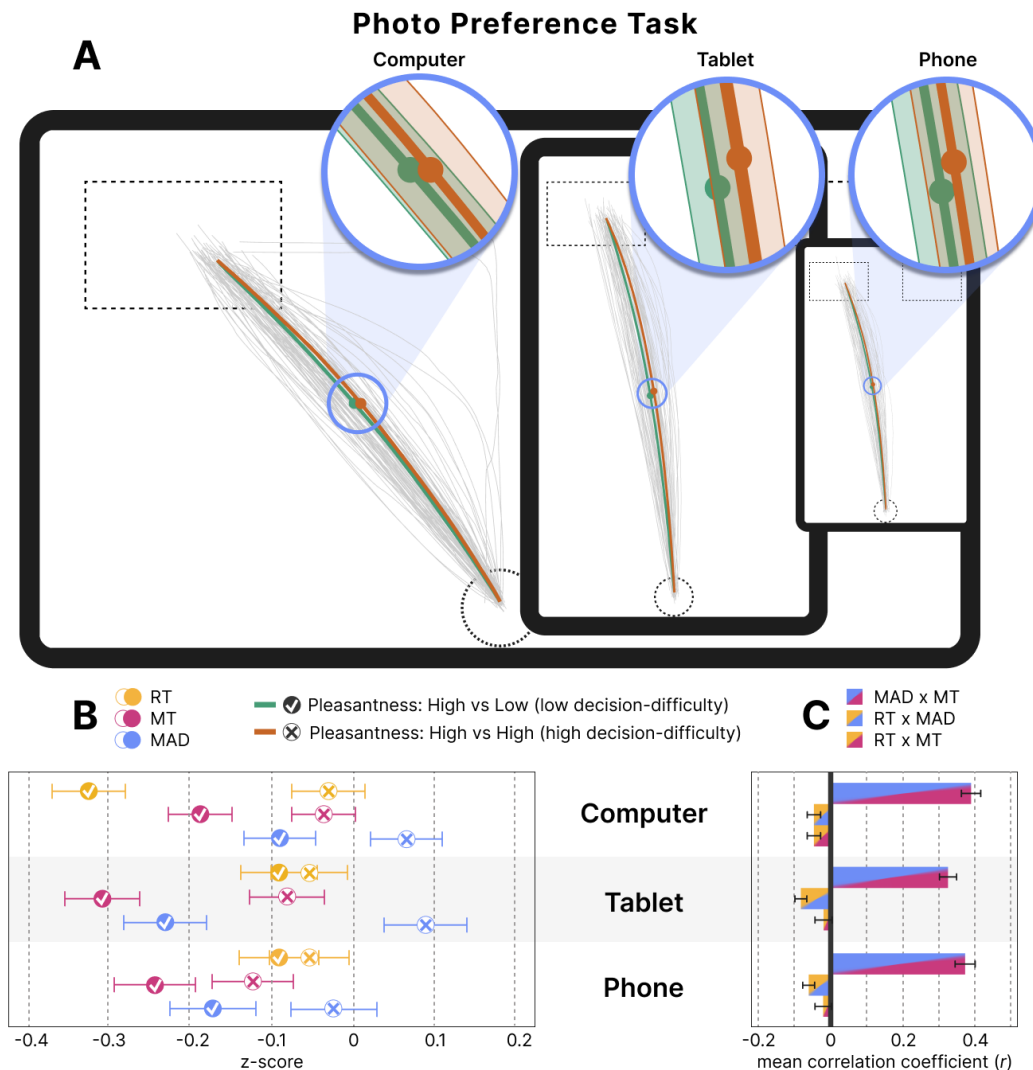 Photo Preference Task
A
Computer
Tablet
Phone
B
RT
MT
MAD
Pleasantness: High vs Low (low decision-difficulty)
Pleasantness: High vs High (high decision-difficulty)
C
MAD x MT
RT x MAD
RT x MT
Computer
Tablet
Phone
-0.4 -0.3 -0.2 -0.1 0 0.1 0.2
z-score
-0.2 0 0.2 0.4
mean correlation coefficient (r)